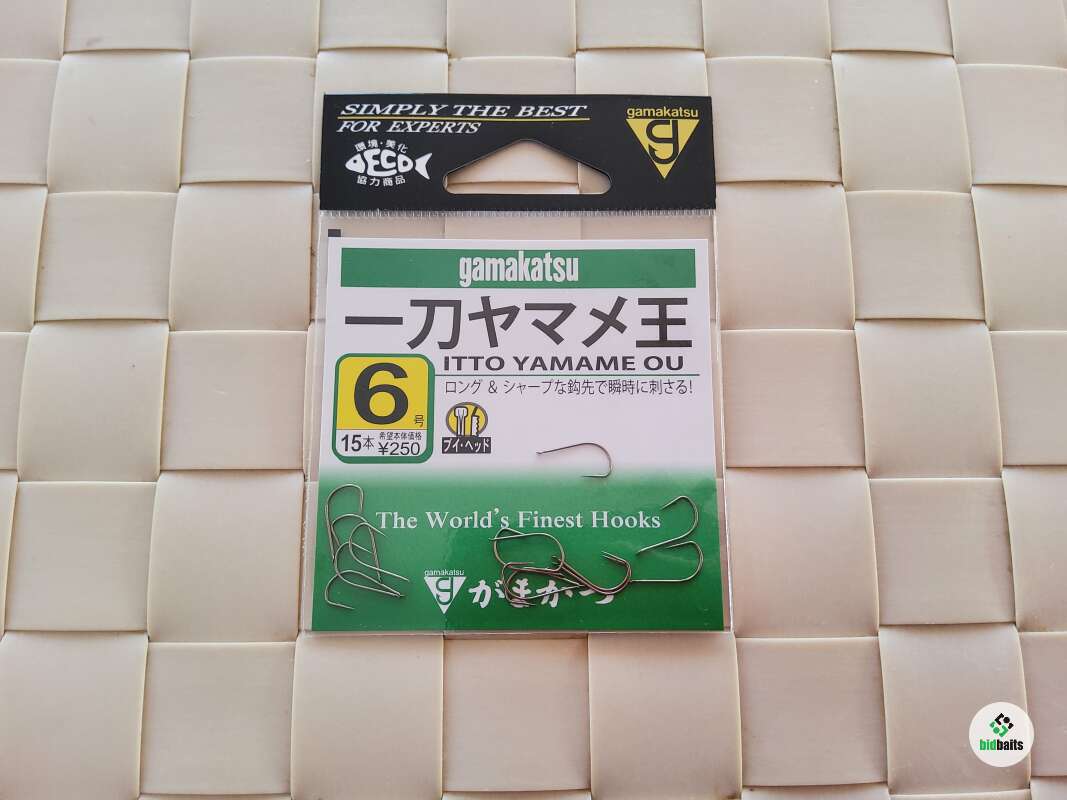 SIMPLY THE BEST
FOR EXPERTS
gamakatsu
環境・美化
ECO
協力商品
gamakatsu
一刀ヤマメ王
ITTO YAMAME OU
ロング & シャープな鈎先で瞬時に刺さる!
6号
15本 希望本体価格 ¥250
ブイ・ヘッド
The World's Finest Hooks
gamakatsu
がまかつ
bidbaits